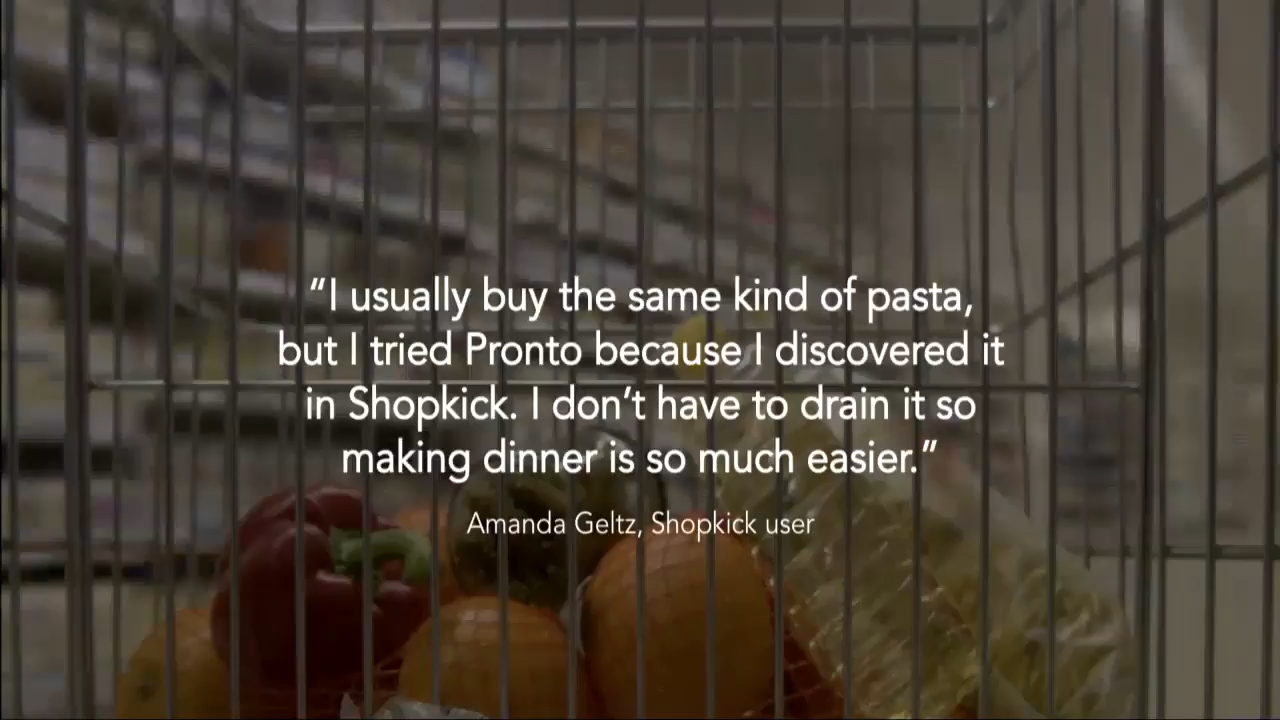 “I usually buy the same kind of pasta,
but I tried Pronto because I discovered it
in Shopkick. I don’t have to drain it so
making dinner is so much easier.”
Amanda Geltz, Shopkick user